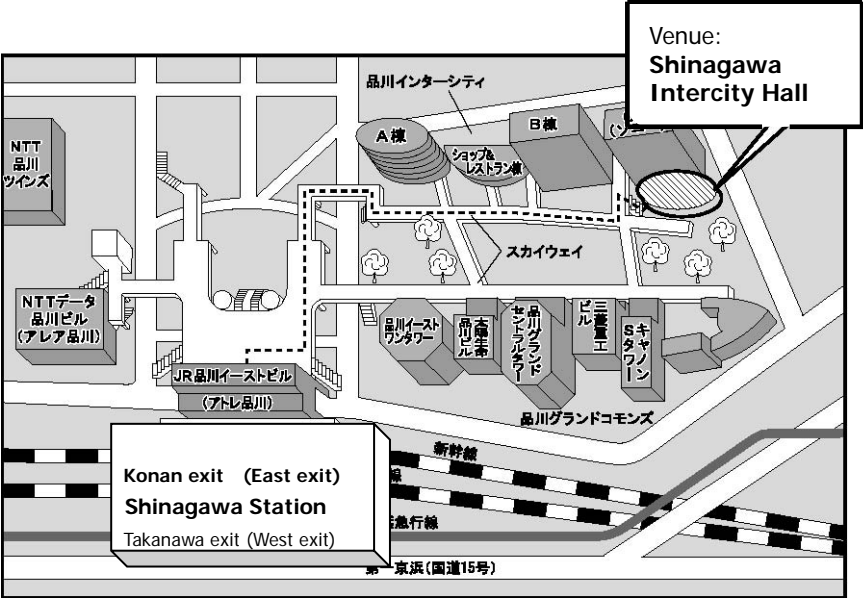 Venue:
Shinagawa
Intercity Hall
品川インターシティ
NTT
品川
ツインズ
A棟
ショップ&
レストラン棟
B棟
スカイウェイ
NTTデータ
品川ビル
(アレア品川)
品川イースト
ワンタワー
太陽生命
品川ビル
品川グランド
セントラルタワー
三菱重工
ビル
キヤノン
Sタワー
JR品川イーストビル
(アトレ品川)
品川グランドコモンズ
新幹線
Konan exit (East exit)
Shinagawa Station
Takanawa exit (West exit)
線
急行線
第一京浜(国道15号)